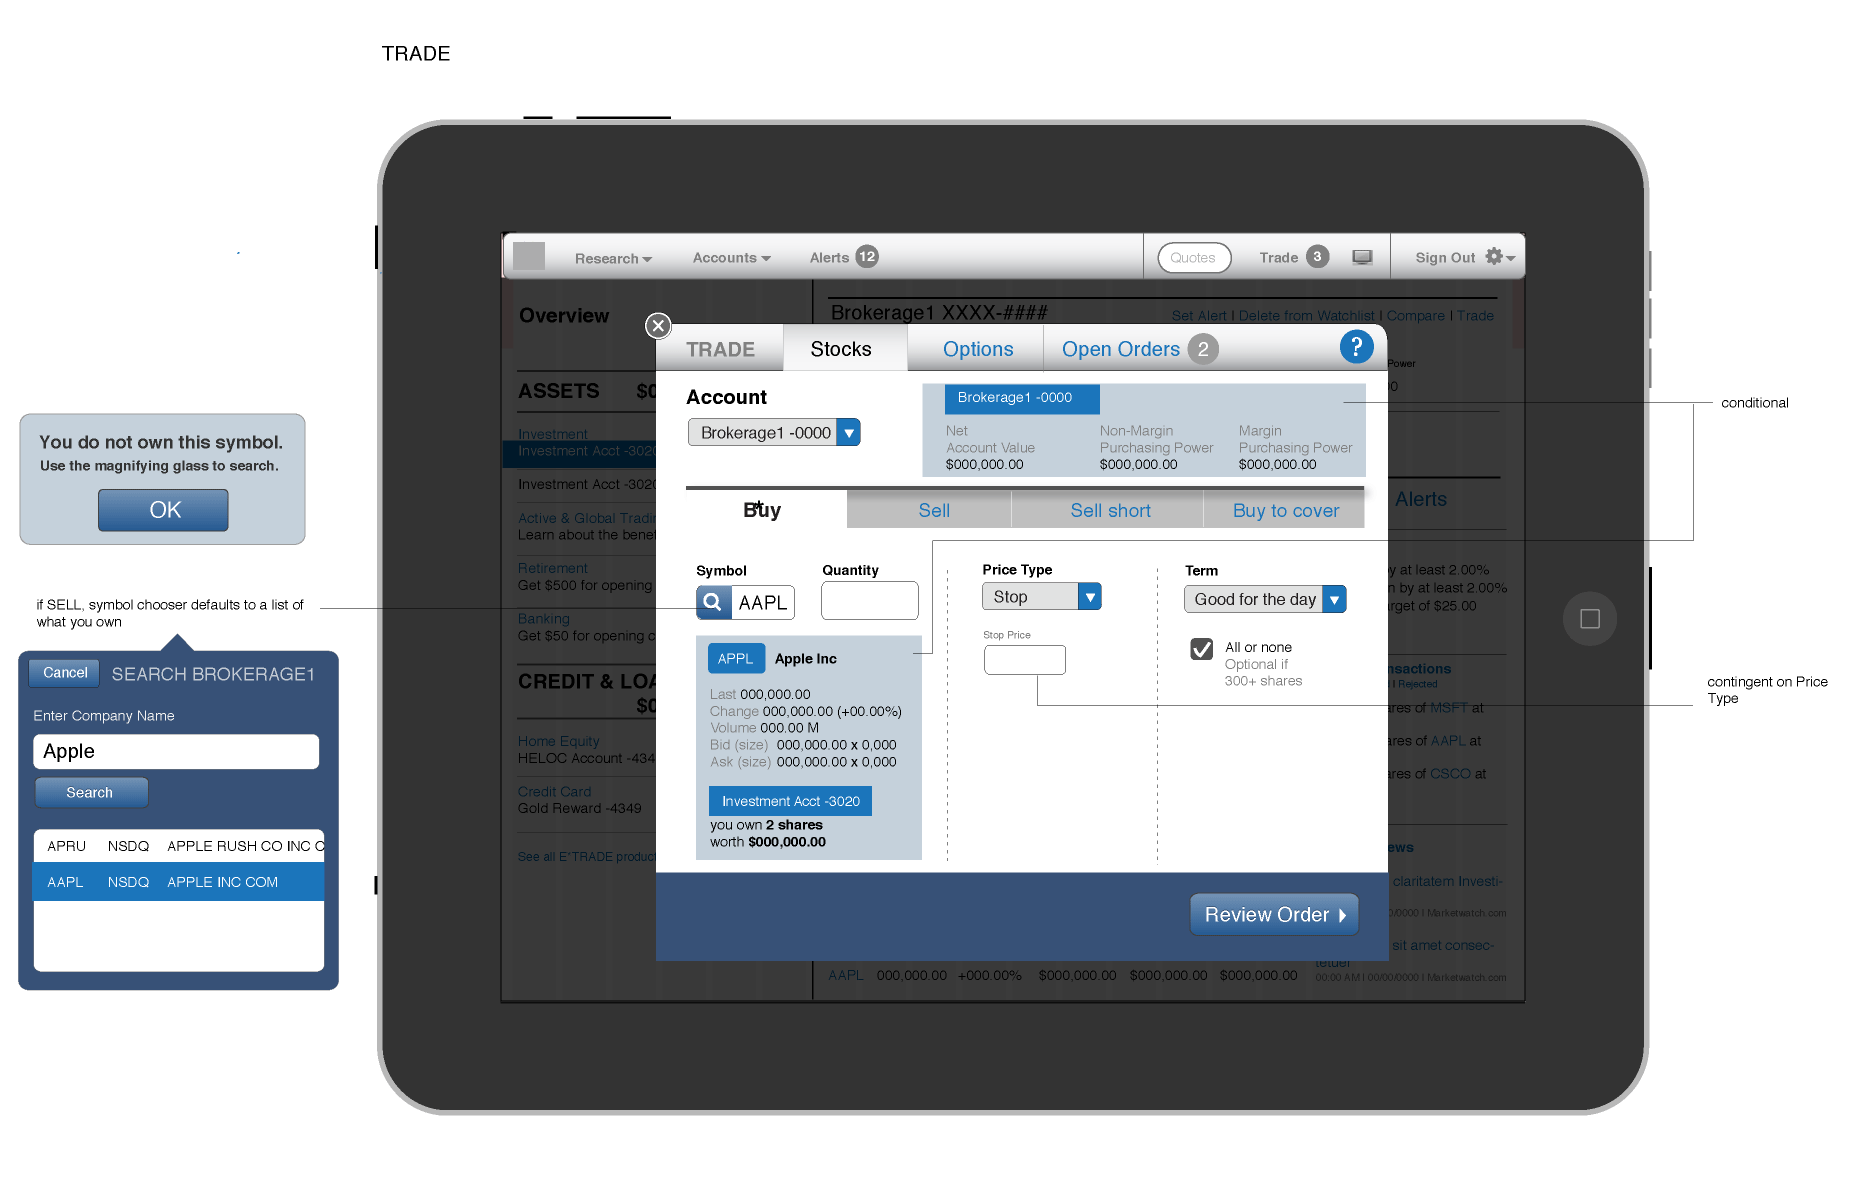 TRADE
Research
Accounts
Alerts 12
Quotes
Trade 3
Sign Out
Overview
Brokerage1 XXXX-####
Set Alert | Delete from Watchlist | Compare | Trade
TRADE
Stocks
Options
Open Orders 2
?
Power
ASSETS $0
Account
Brokerage1 -0000
Brokerage1 -0000
Net
Account Value
$000,000.00
Non-Margin
Purchasing Power
$000,000.00
Margin
Purchasing Power
$000,000.00
conditional
Investment
Investment Acct -3020
Investment Acct -3020
You do not own this symbol.
Use the magnifying glass to search.
OK
Buy
Sell
Sell short
Buy to cover
Alerts
Active & Global Tradin
Learn about the benef
Retirement
Get $500 for opening
Banking
Get $50 for opening c
Symbol
AAPL
Quantity
Price Type
Stop
Stop Price
Term
Good for the day
All or none
Optional if
300+ shares
y at least 2.00%
n by at least 2.00%
rget of $25.00
if SELL, symbol chooser defaults to a list of
what you own
APPL Apple Inc
Last 000,000.00
Change 000,000.00 (+00.00%)
Volume 000.00 M
Bid (size) 000,000.00 x 0,000
Ask (size) 000,000.00 x 0,000
Investment Acct -3020
you own 2 shares
worth $000,000.00
nsactions
| Rejected
ares of MSFT at
ares of AAPL at
ares of CSCO at
contingent on Price
Type
Cancel
SEARCH BROKERAGE1
Enter Company Name
Apple
Search
APRU NSDQ APPLE RUSH CO INC C
AAPL NSDQ APPLE INC COM
CREDIT & LOA
$0
Home Equity
HELOC Account -434
Credit Card
Gold Reward -4349
See all E*TRADE product
ews
claritatem Investi-
0/0000 | Marketwatch.com
sit amet consec-
tetuer
00:00 AM | 00/00/0000 | Marketwatch.com
Review Order
AAPL 000,000.00 +000.00% $000,000.00 $000,000.00 $000,000.00